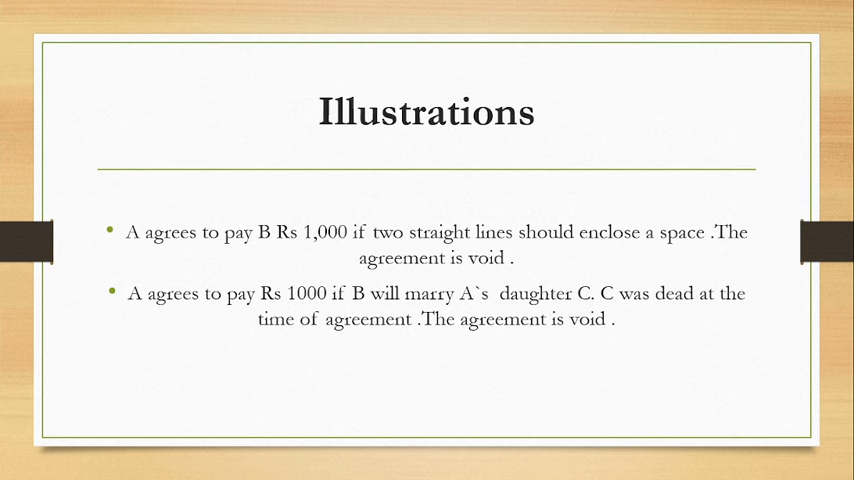 Illustrations
• A agrees to pay B Rs 1,000 if two straight lines should enclose a space .The
agreement is void .
• A agrees to pay Rs 1000 if B will marry A`s daughter C. C was dead at the
time of agreement .The agreement is void .